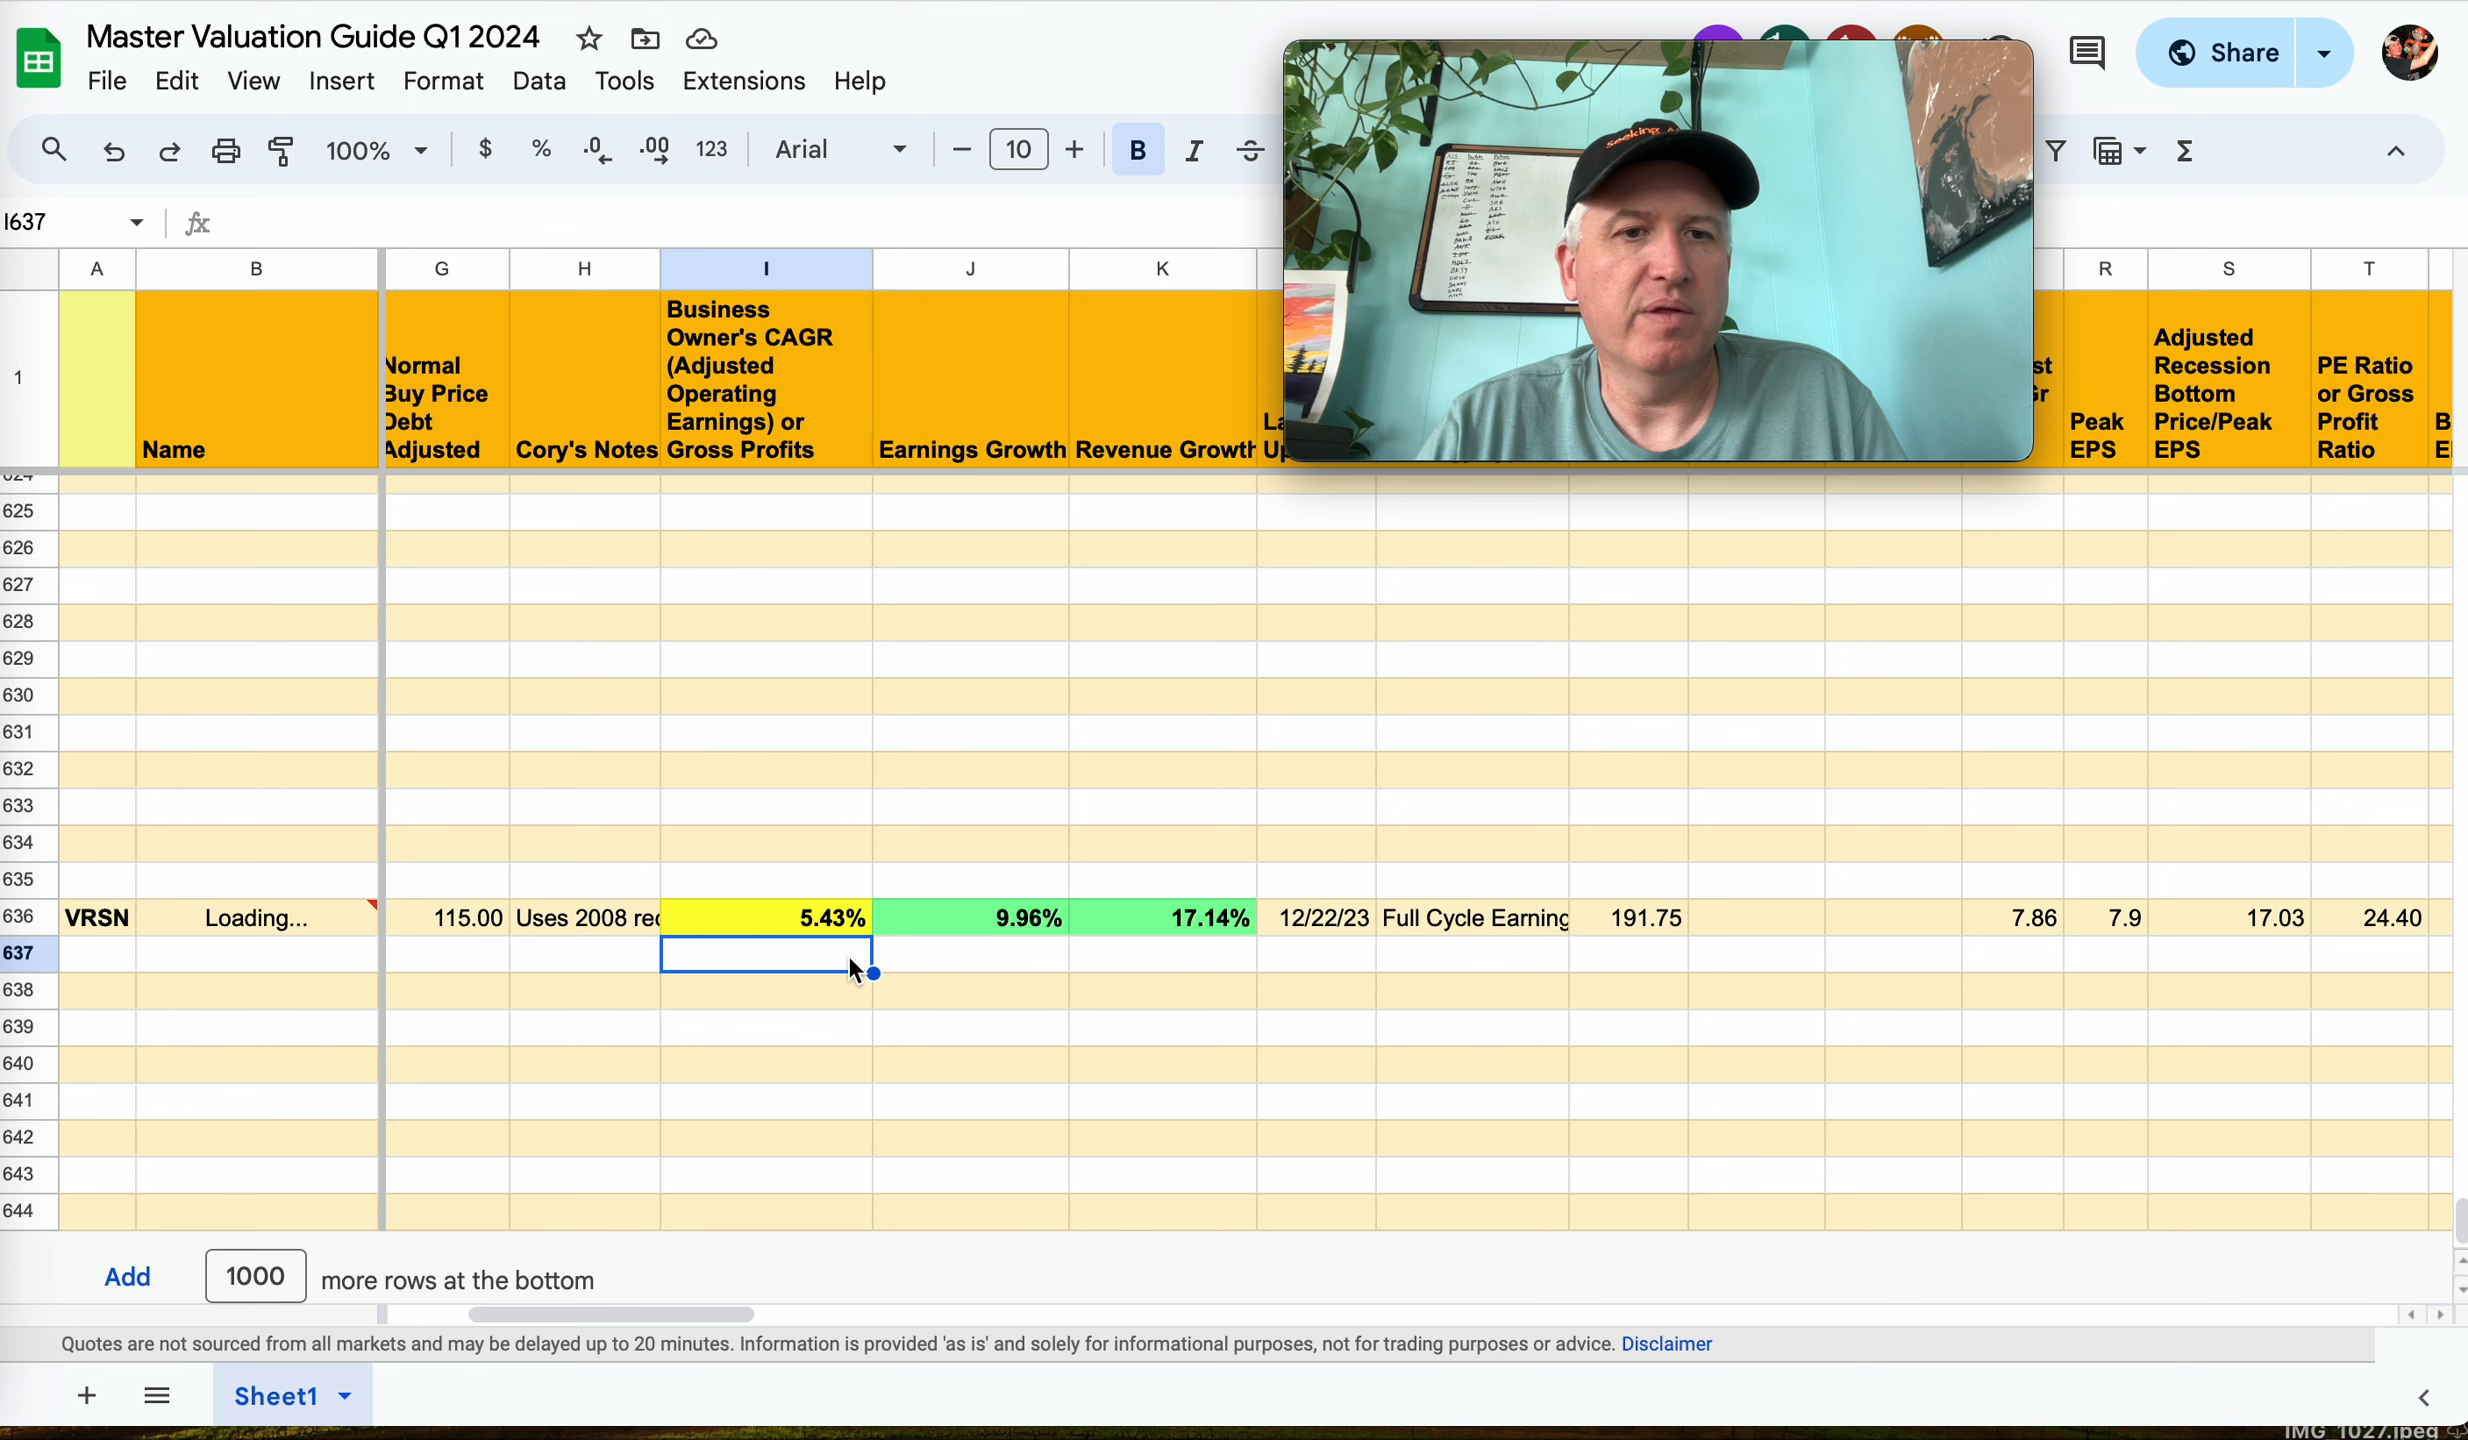 Master Valuation Guide Q1 2024
File Edit View Insert Format Data Tools Extensions Help
Share
100% $ % .0 .00 123 Arial 10 B I S Σ
I637 fx
A B G H I J K R S T
1
Name
Normal
Buy Price
Debt
Adjusted
Cory's Notes
Business
Owner's CAGR
(Adjusted
Operating
Earnings) or
Gross Profits
Earnings Growth
Revenue Growth
Peak
EPS
Adjusted
Recession
Bottom
Price/Peak
EPS
PE Ratio
or Gross
Profit
Ratio
Seeking
624
625
626
627
628
629
630
631
632
633
634
635
636 VRSN Loading... 115.00 Uses 2008 rec 5.43% 9.96% 17.14% 12/22/23 Full Cycle Earning 191.75 7.86 7.9 17.03 24.40
637
638
639
640
641
642
643
644
Add 1000 more rows at the bottom
Quotes are not sourced from all markets and may be delayed up to 20 minutes. Information is provided 'as is' and solely for informational purposes, not for trading purposes or advice. Disclaimer
Sheet1
IMG_1027.jpeg